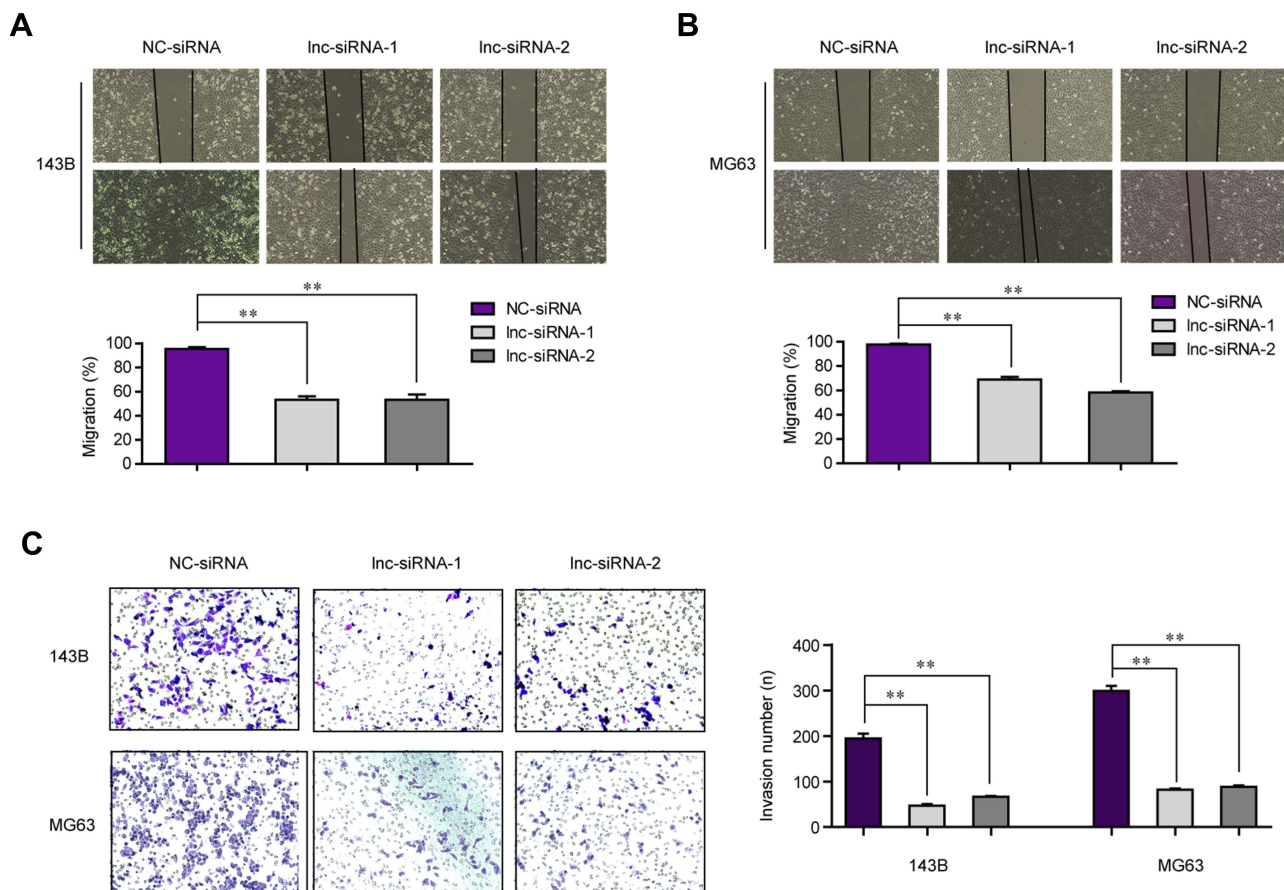 A
NC-siRNA lnc-siRNA-1 lnc-siRNA-2
143B
** **
NC-siRNA
lnc-siRNA-1
lnc-siRNA-2
Migration (%)
100
80
60
40
20
0
B
NC-siRNA lnc-siRNA-1 lnc-siRNA-2
MG63
** **
NC-siRNA
lnc-siRNA-1
lnc-siRNA-2
Migration (%)
100
80
60
40
20
0
C
NC-siRNA lnc-siRNA-1 lnc-siRNA-2
143B
MG63
Invasion number (n)
400
300
200
100
0
** **
** **
143B MG63